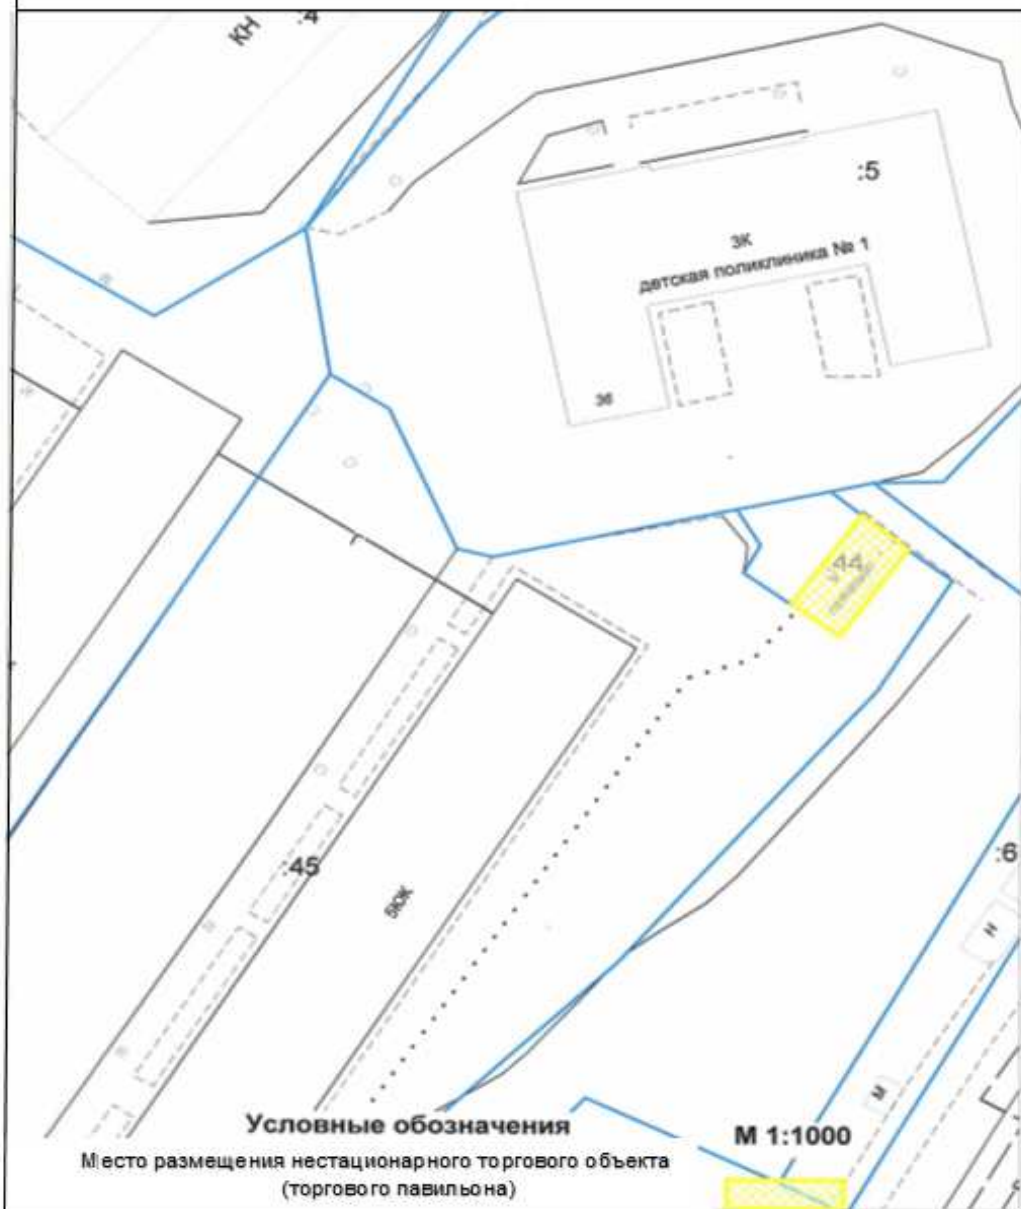 :4
КН
:5
3К
детская поликлиника № 1
36
44
:45
5КЖ
:6
Н
М
Условные обозначения
М 1:1000
Место размещения нестационарного торгового объекта
(торгового павильона)